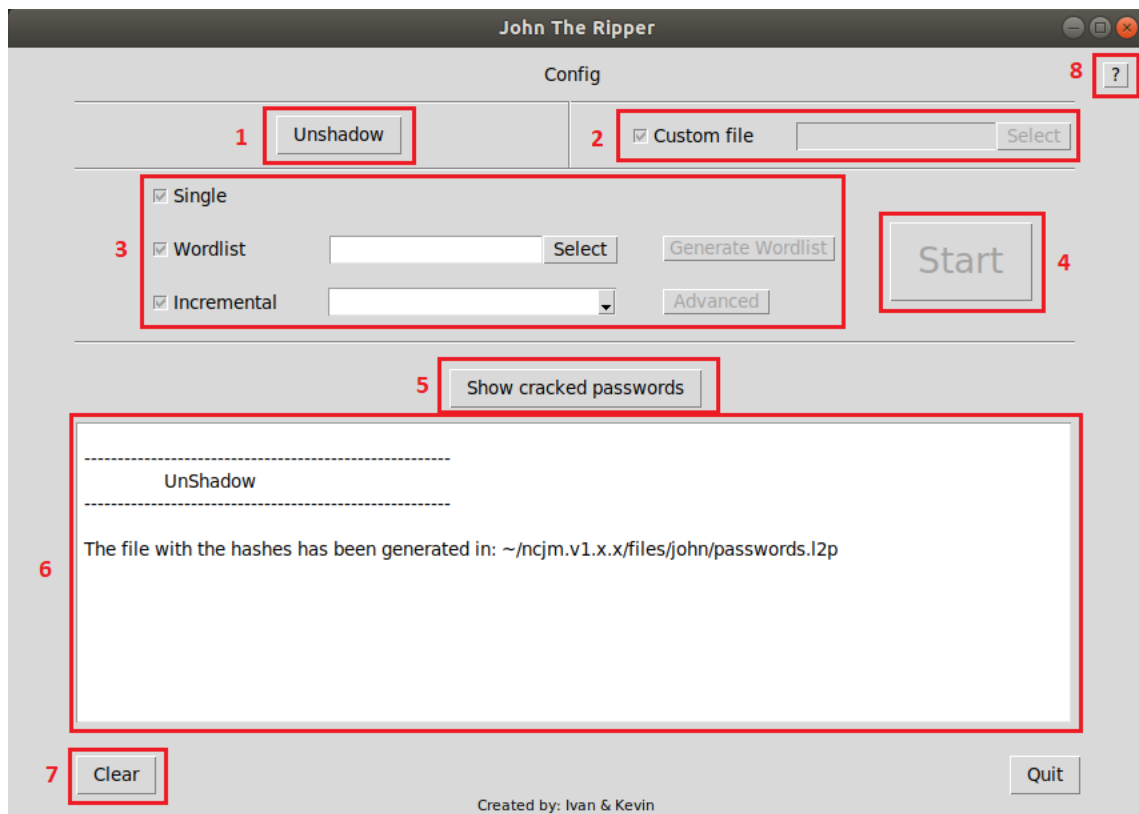 John The Ripper
Config
8 ?
1 Unshadow
2 Custom file Select
Single
3 Wordlist Select Generate Wordlist
Start 4
Incremental Advanced
5 Show cracked passwords
------------------------------------------------------
UnShadow
------------------------------------------------------
The file with the hashes has been generated in: ~/ncjm.v1.x.x/files/john/passwords.l2p
6
7 Clear
Quit
Created by: Ivan & Kevin